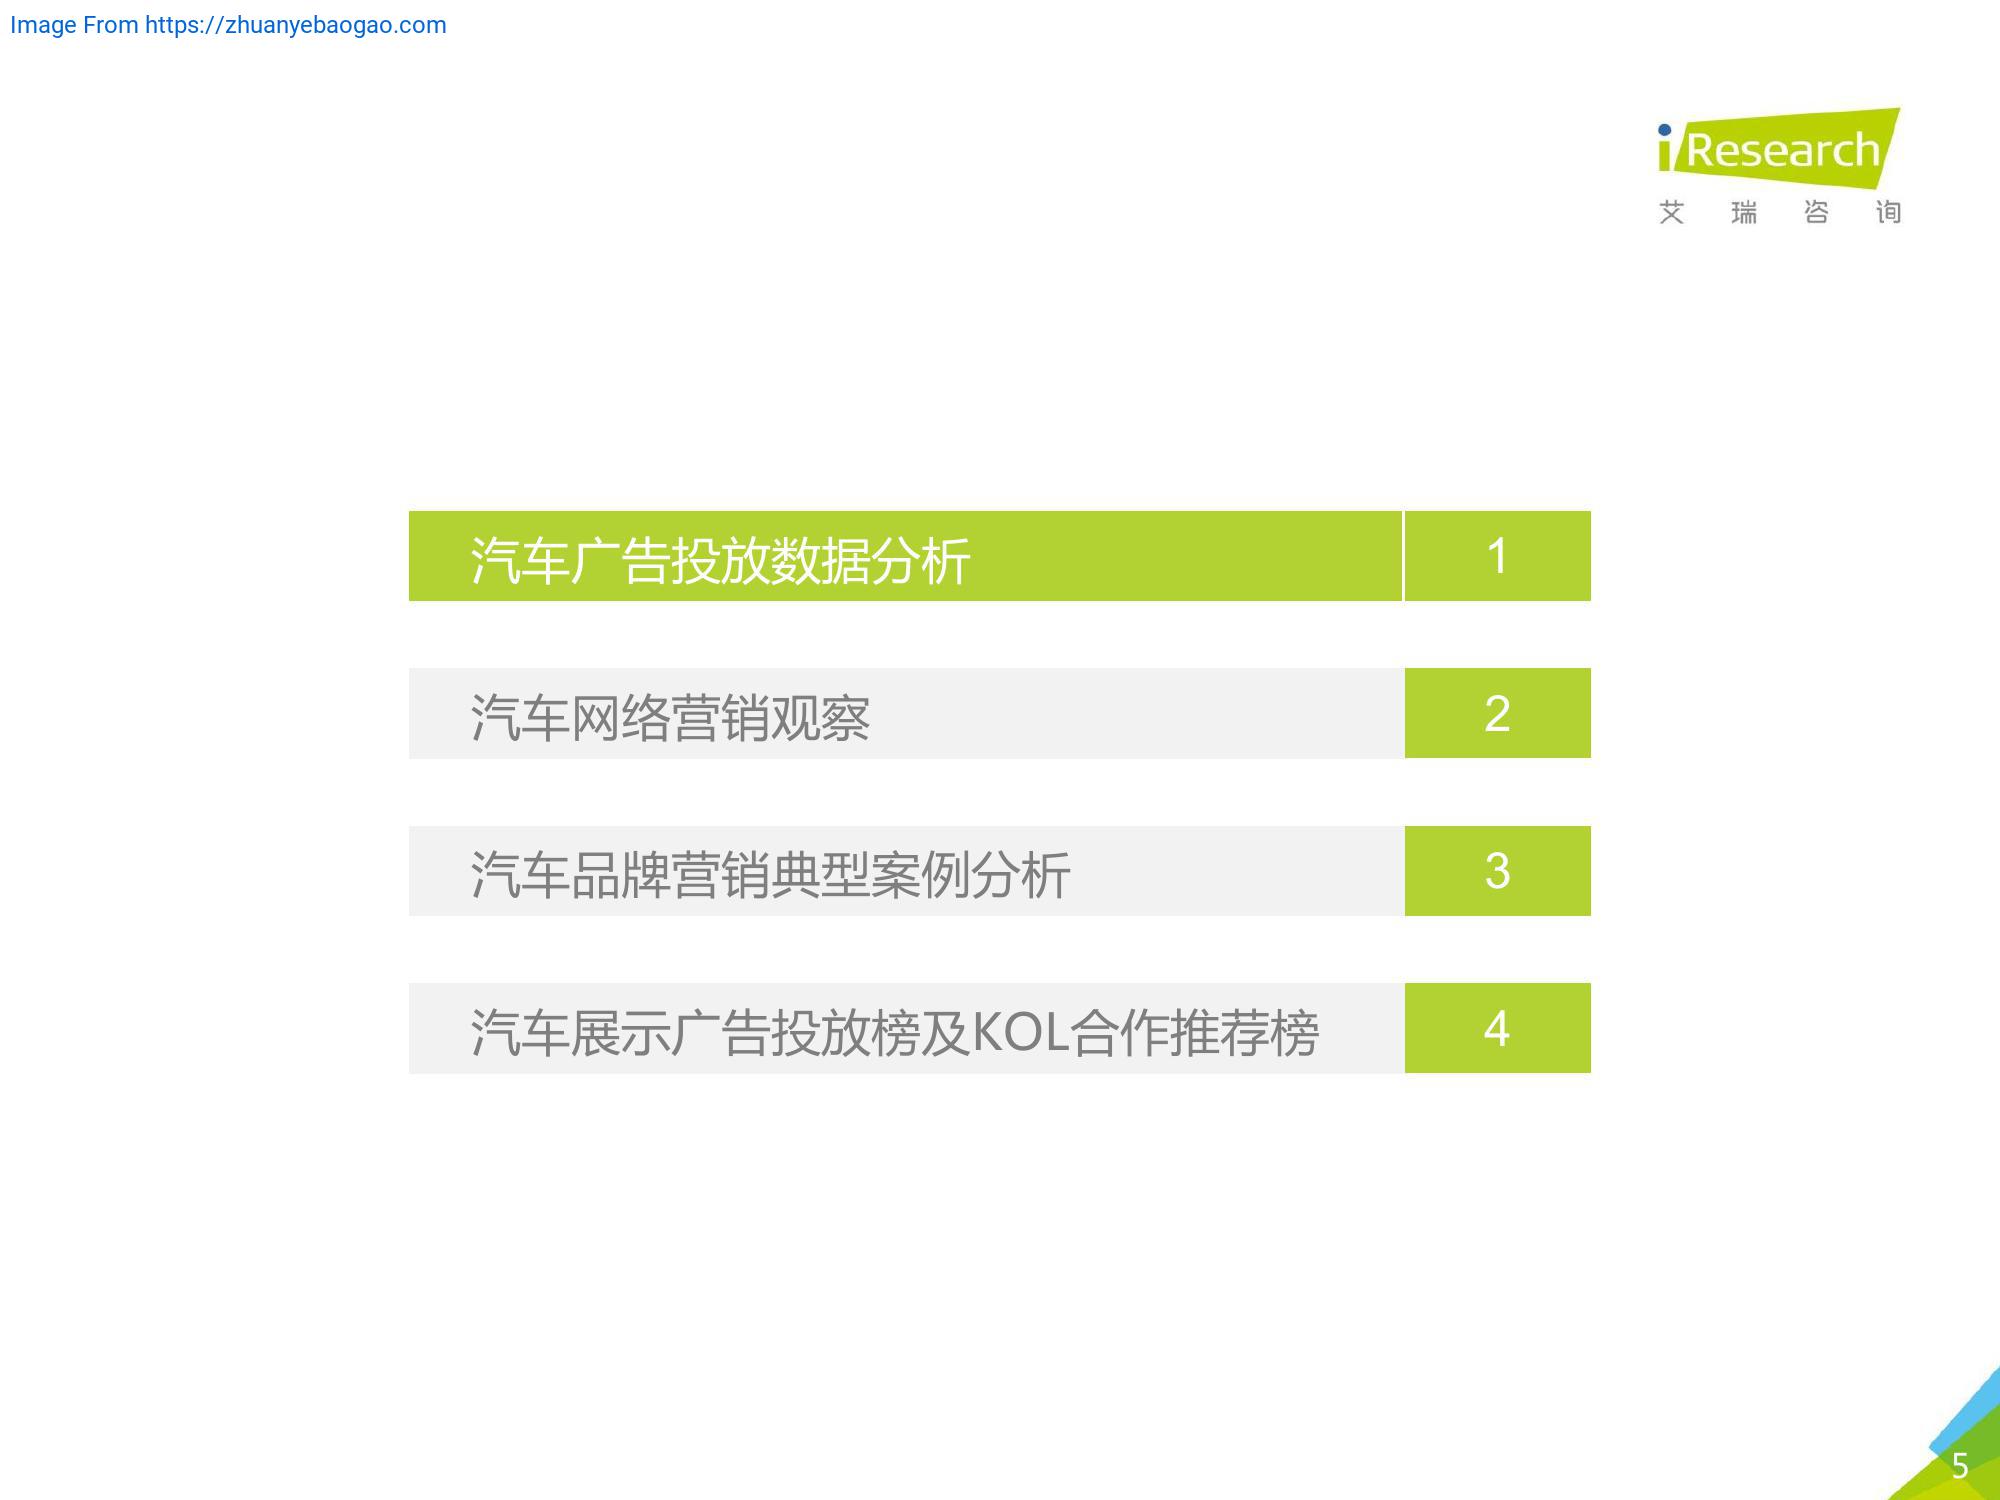 Image From https://zhuanyebaogao.com
iResearch
艾瑞咨询
汽车广告投放数据分析 1
汽车网络营销观察 2
汽车品牌营销典型案例分析 3
汽车展示广告投放榜及KOL合作推荐榜 4
5